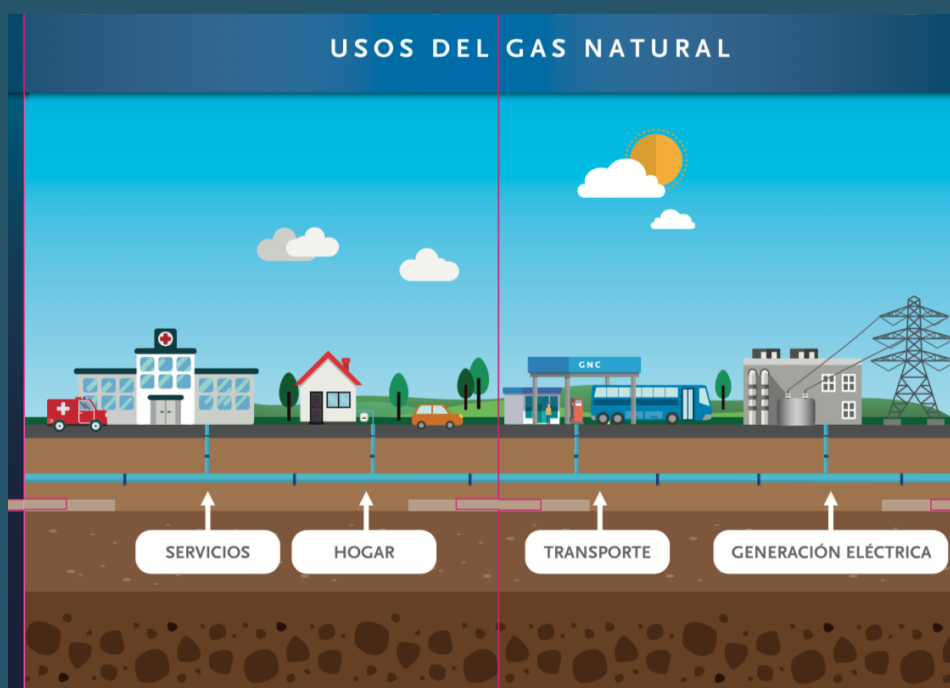 USOS DEL GAS NATURAL
GNC
SERVICIOS
HOGAR
TRANSPORTE
GENERACIÓN ELÉCTRICA